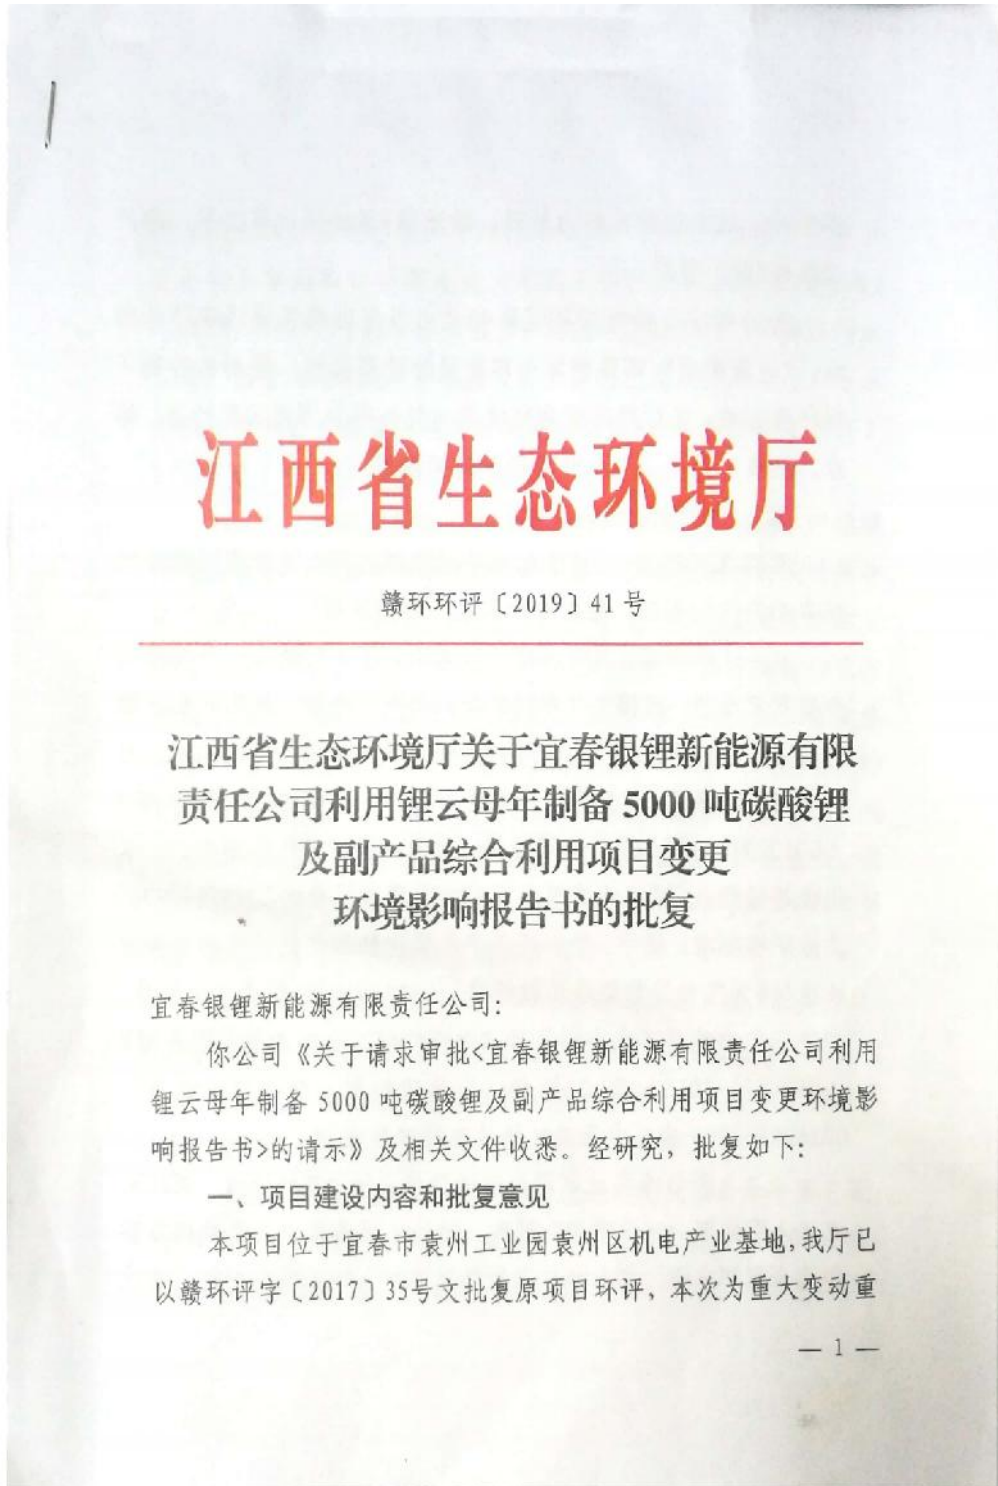 江西省生态环境厅
赣环环评〔2019〕41号
江西省生态环境厅关于宜春银锂新能源有限
责任公司利用锂云母年制备 5000 吨碳酸锂
及副产品综合利用项目变更
环境影响报告书的批复
宜春银锂新能源有限责任公司:
你公司《关于请求审批<宜春银锂新能源有限责任公司利用
锂云母年制备 5000 吨碳酸锂及副产品综合利用项目变更环境影
响报告书>的请示》及相关文件收悉。经研究，批复如下:
一、项目建设内容和批复意见
本项目位于宜春市袁州工业园袁州区机电产业基地,我厅已
以赣环评字〔2017〕35号文批复原项目环评，本次为重大变动重
— 1 —